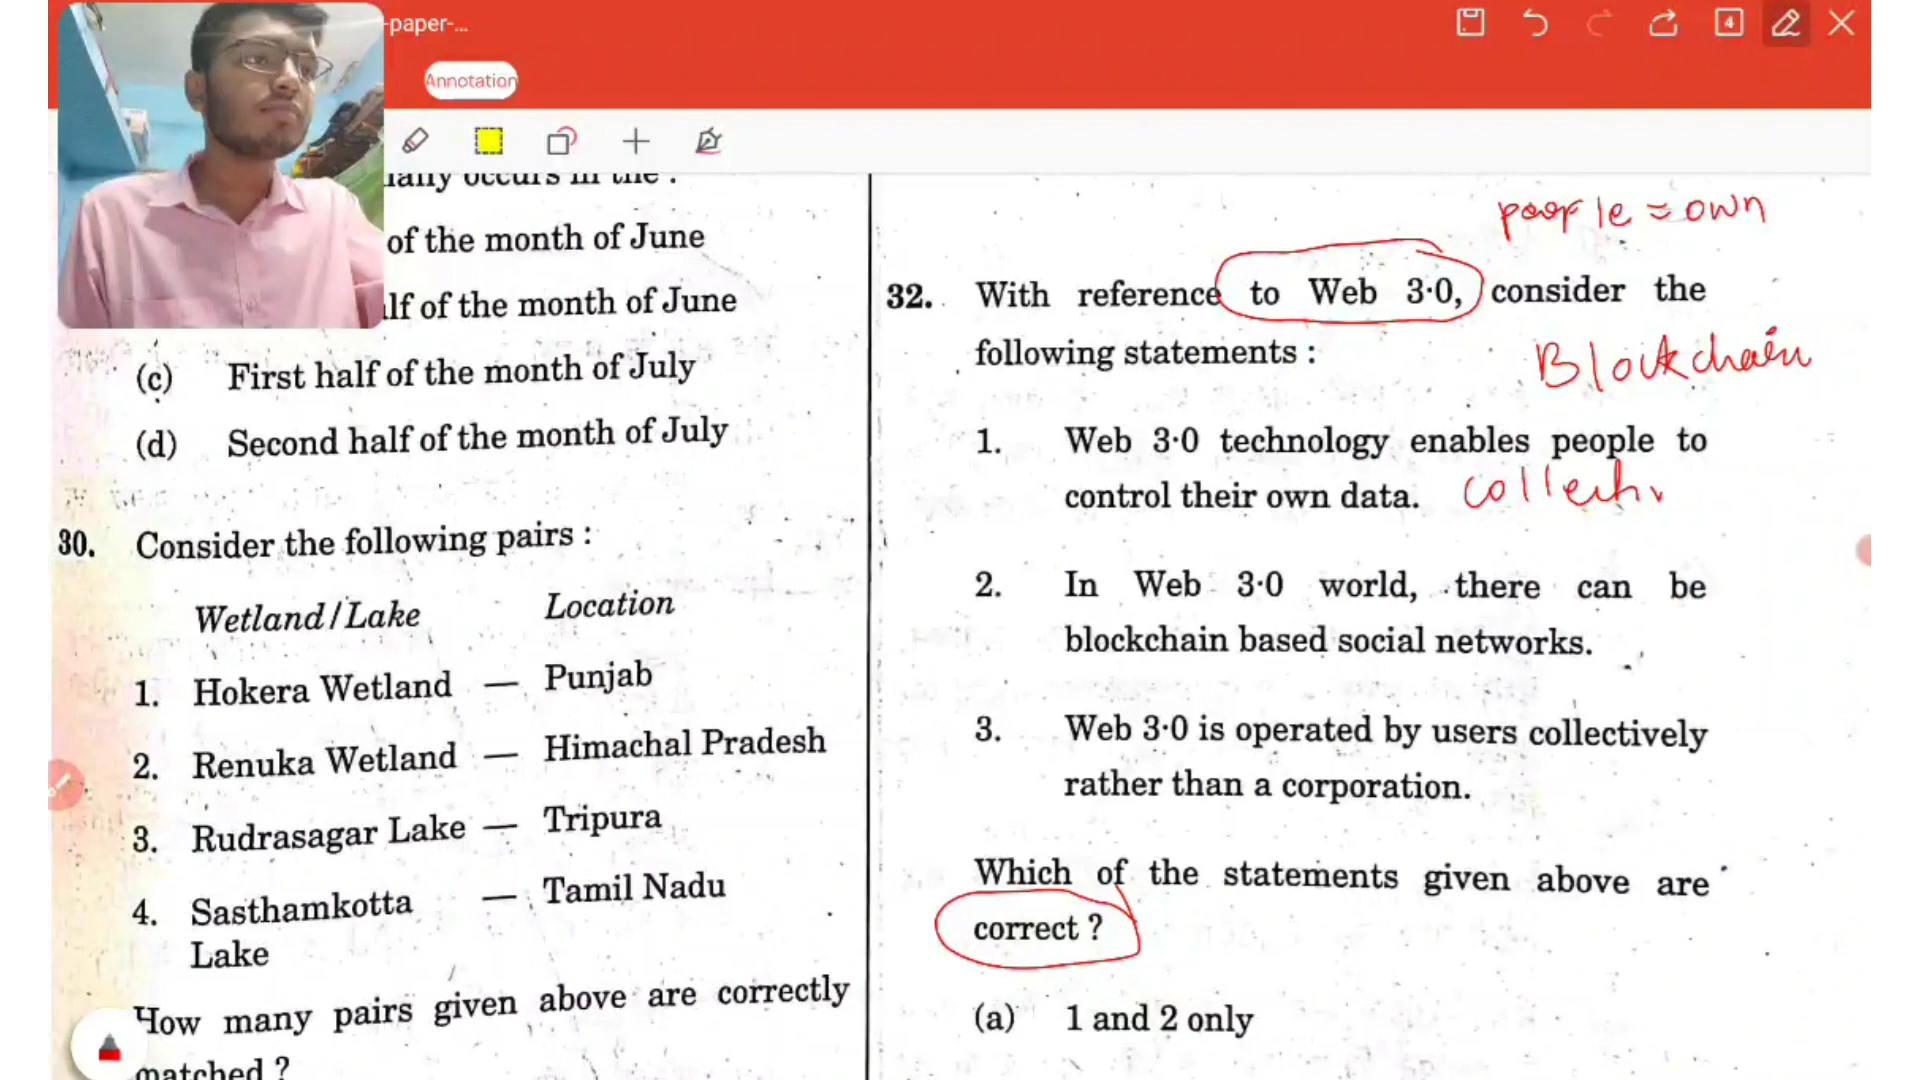 -paper-...
4
Annotation
of the month of June
lf of the month of June
(c) First half of the month of July
(d) Second half of the month of July
30. Consider the following pairs :
Wetland/Lake Location
1. Hokera Wetland — Punjab
2. Renuka Wetland — Himachal Pradesh
3. Rudrasagar Lake — Tripura
4. Sasthamkotta — Tamil Nadu
Lake
How many pairs given above are correctly
matched ?
people = own
32. With reference to Web 3·0, consider the
following statements :
Blockchain
1. Web 3·0 technology enables people to
control their own data. collectiv
2. In Web 3·0 world, there can be
blockchain based social networks.
3. Web 3·0 is operated by users collectively
rather than a corporation.
Which of the statements given above are
correct ?
(a) 1 and 2 only